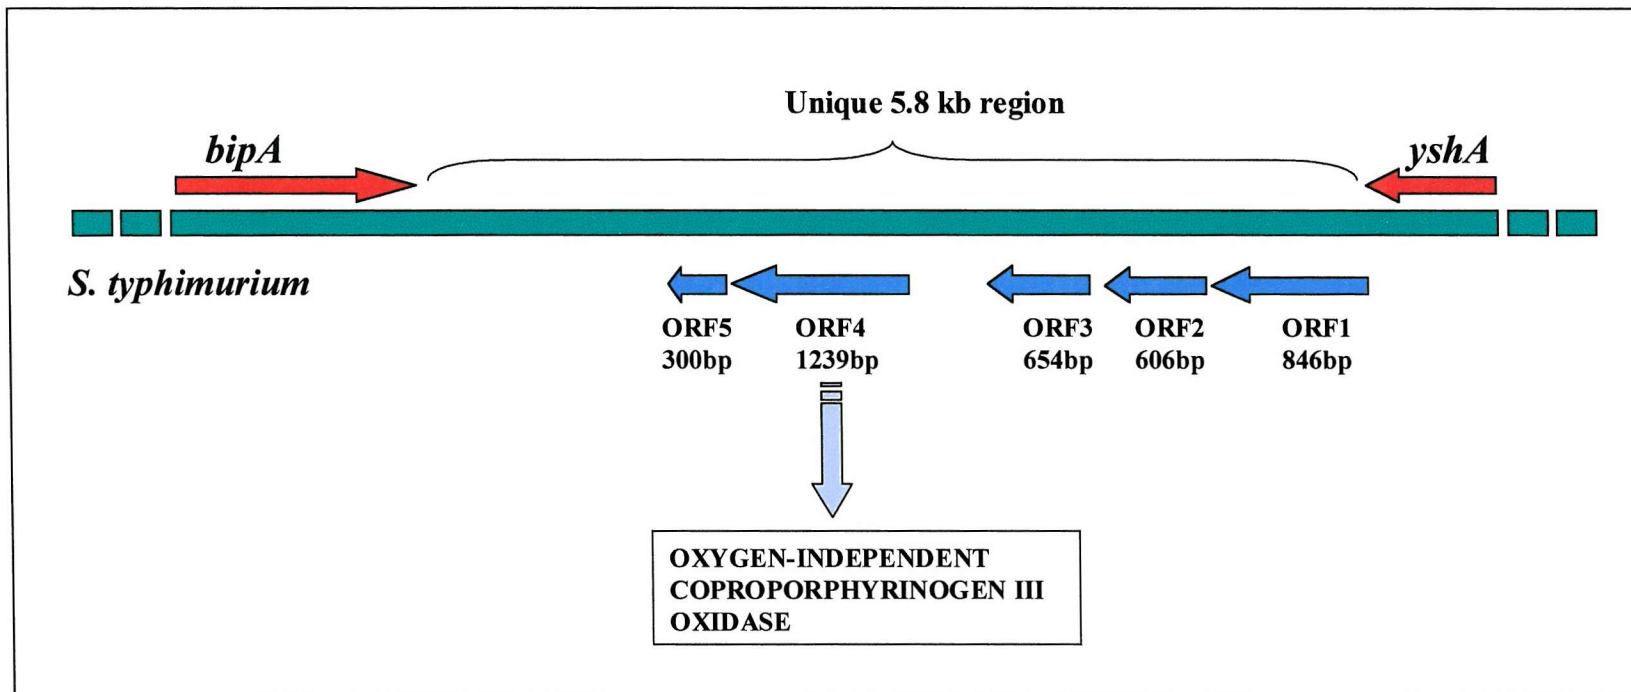 Unique 5.8 kb region
bipA
yshA
S. typhimurium
ORF5 ORF4 ORF3 ORF2 ORF1
300bp 1239bp 654bp 606bp 846bp
OXYGEN-INDEPENDENT
COPROPORPHYRINOGEN III
OXIDASE